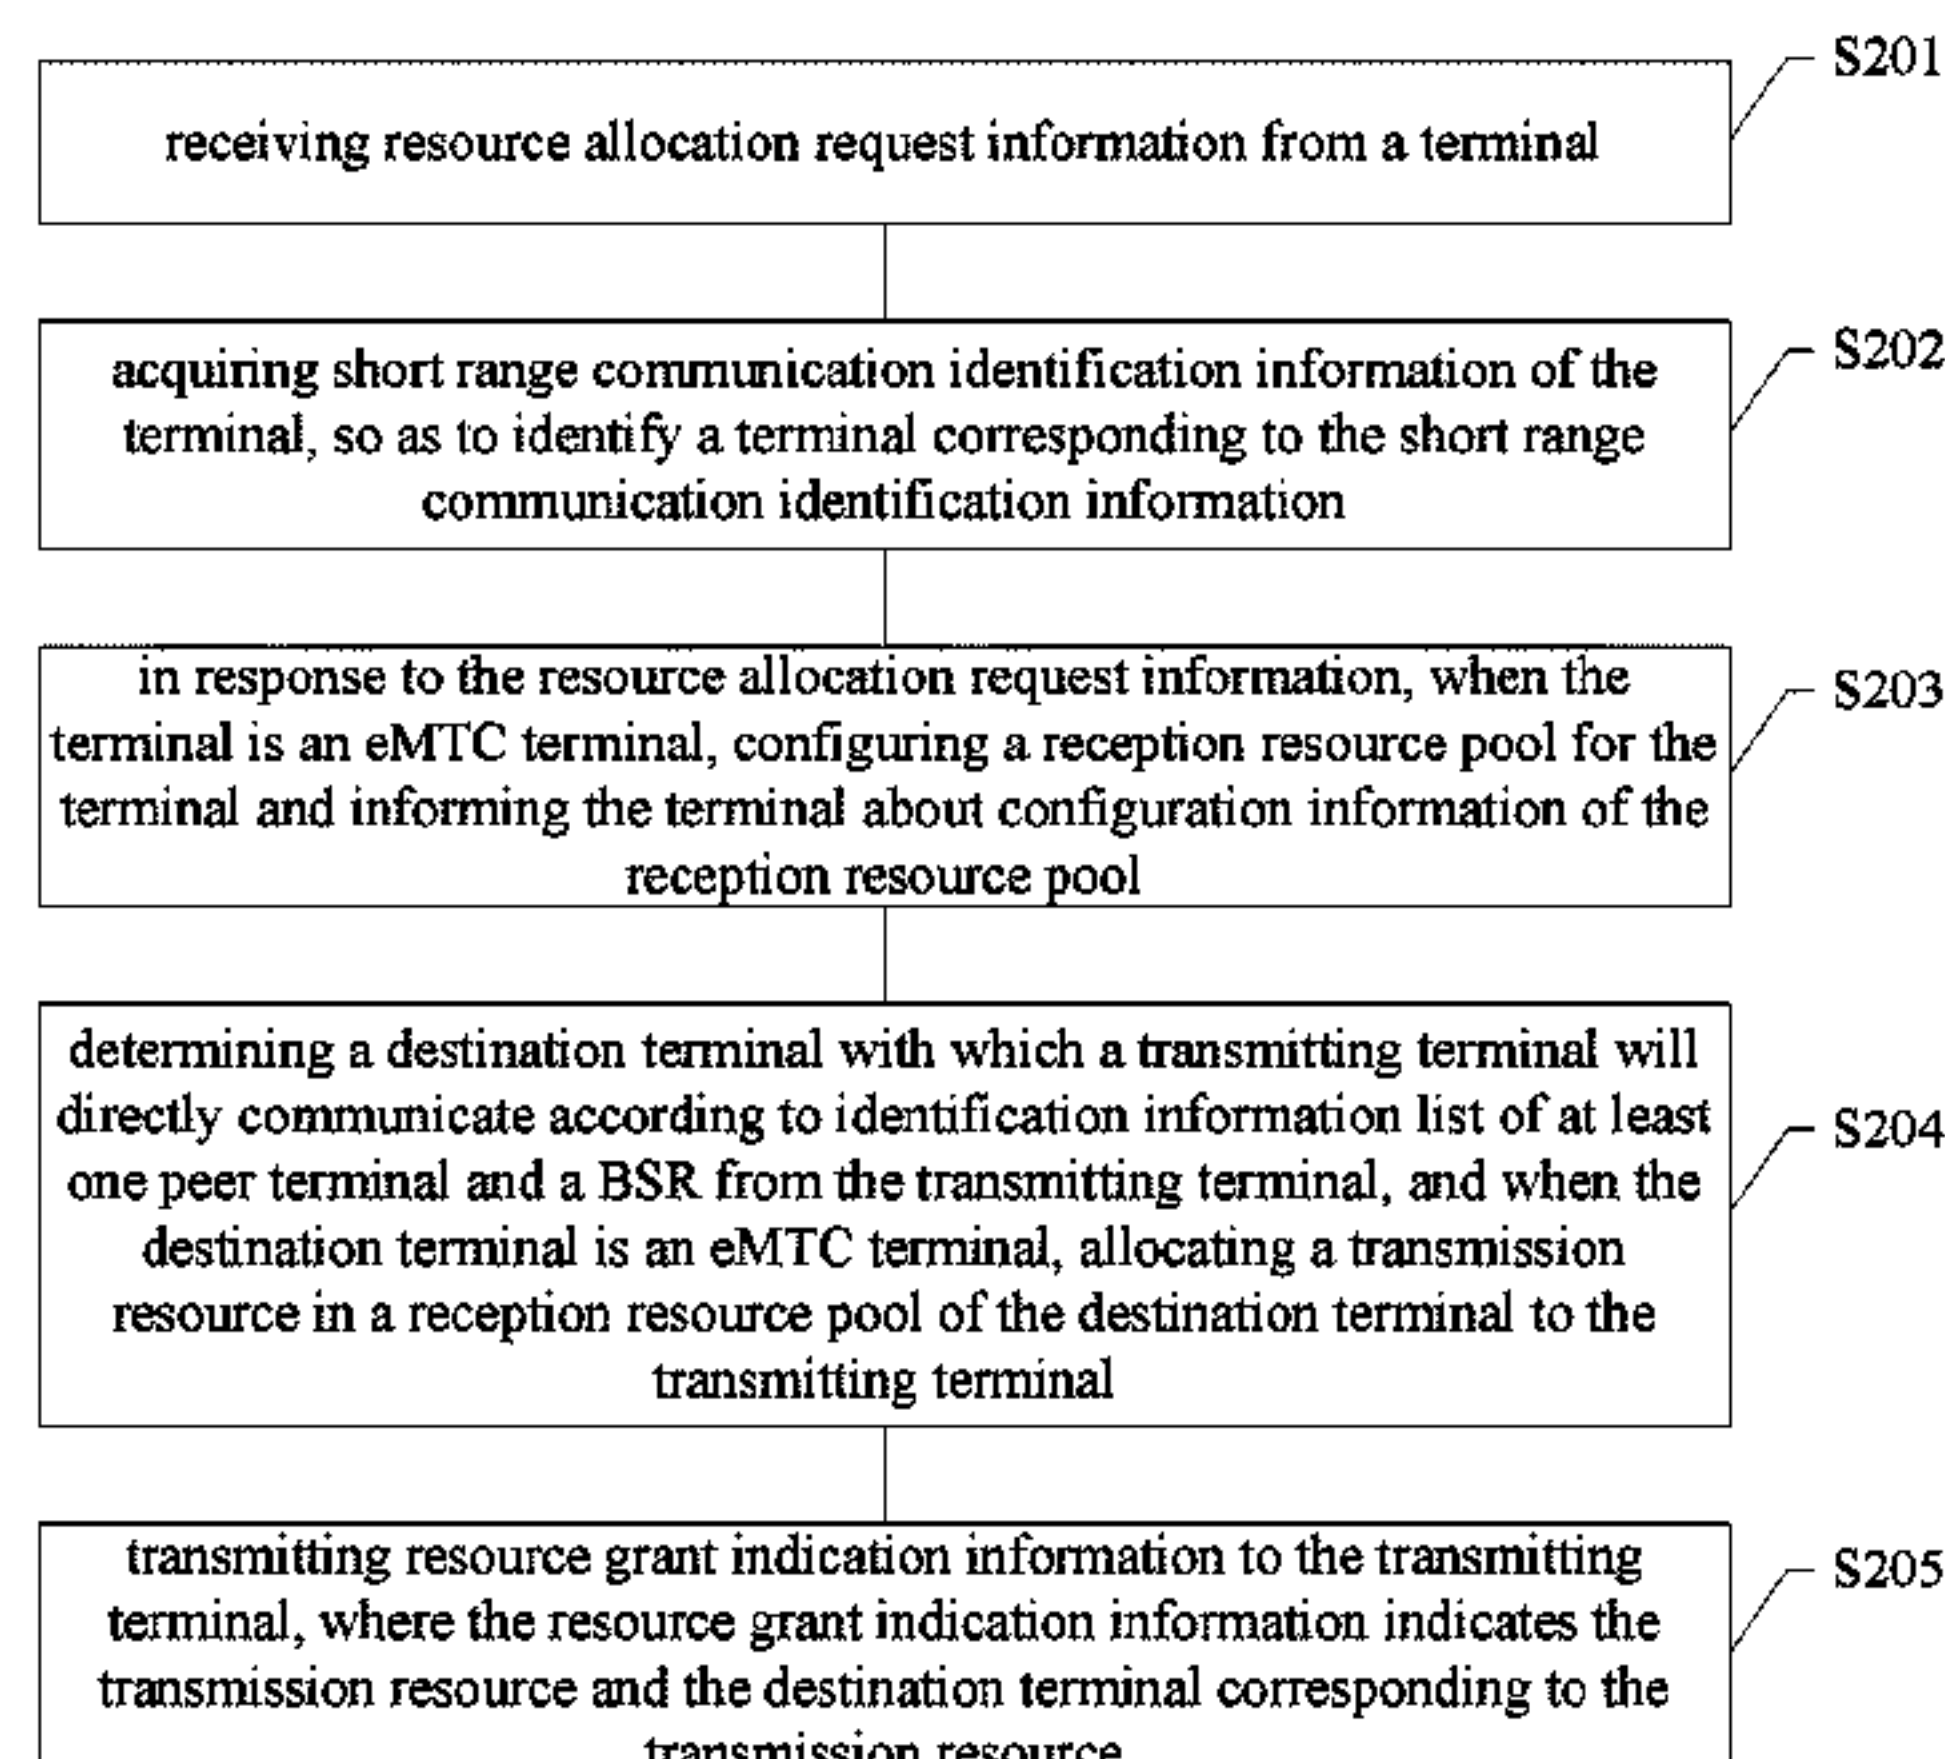 S201
receiving resource allocation request information from a terminal
S202
acquiring short range communication identification information of the
terminal, so as to identify a terminal corresponding to the short range
communication identification information
S203
in response to the resource allocation request information, when the
terminal is an eMTC terminal, configuring a reception resource pool for the
terminal and informing the terminal about configuration information of the
reception resource pool
S204
determining a destination terminal with which a transmitting terminal will
directly communicate according to identification information list of at least
one peer terminal and a BSR from the transmitting terminal, and when the
destination terminal is an eMTC terminal, allocating a transmission
resource in a reception resource pool of the destination terminal to the
transmitting terminal
S205
transmitting resource grant indication information to the transmitting
terminal, where the resource grant indication information indicates the
transmission resource and the destination terminal corresponding to the
transmission resource